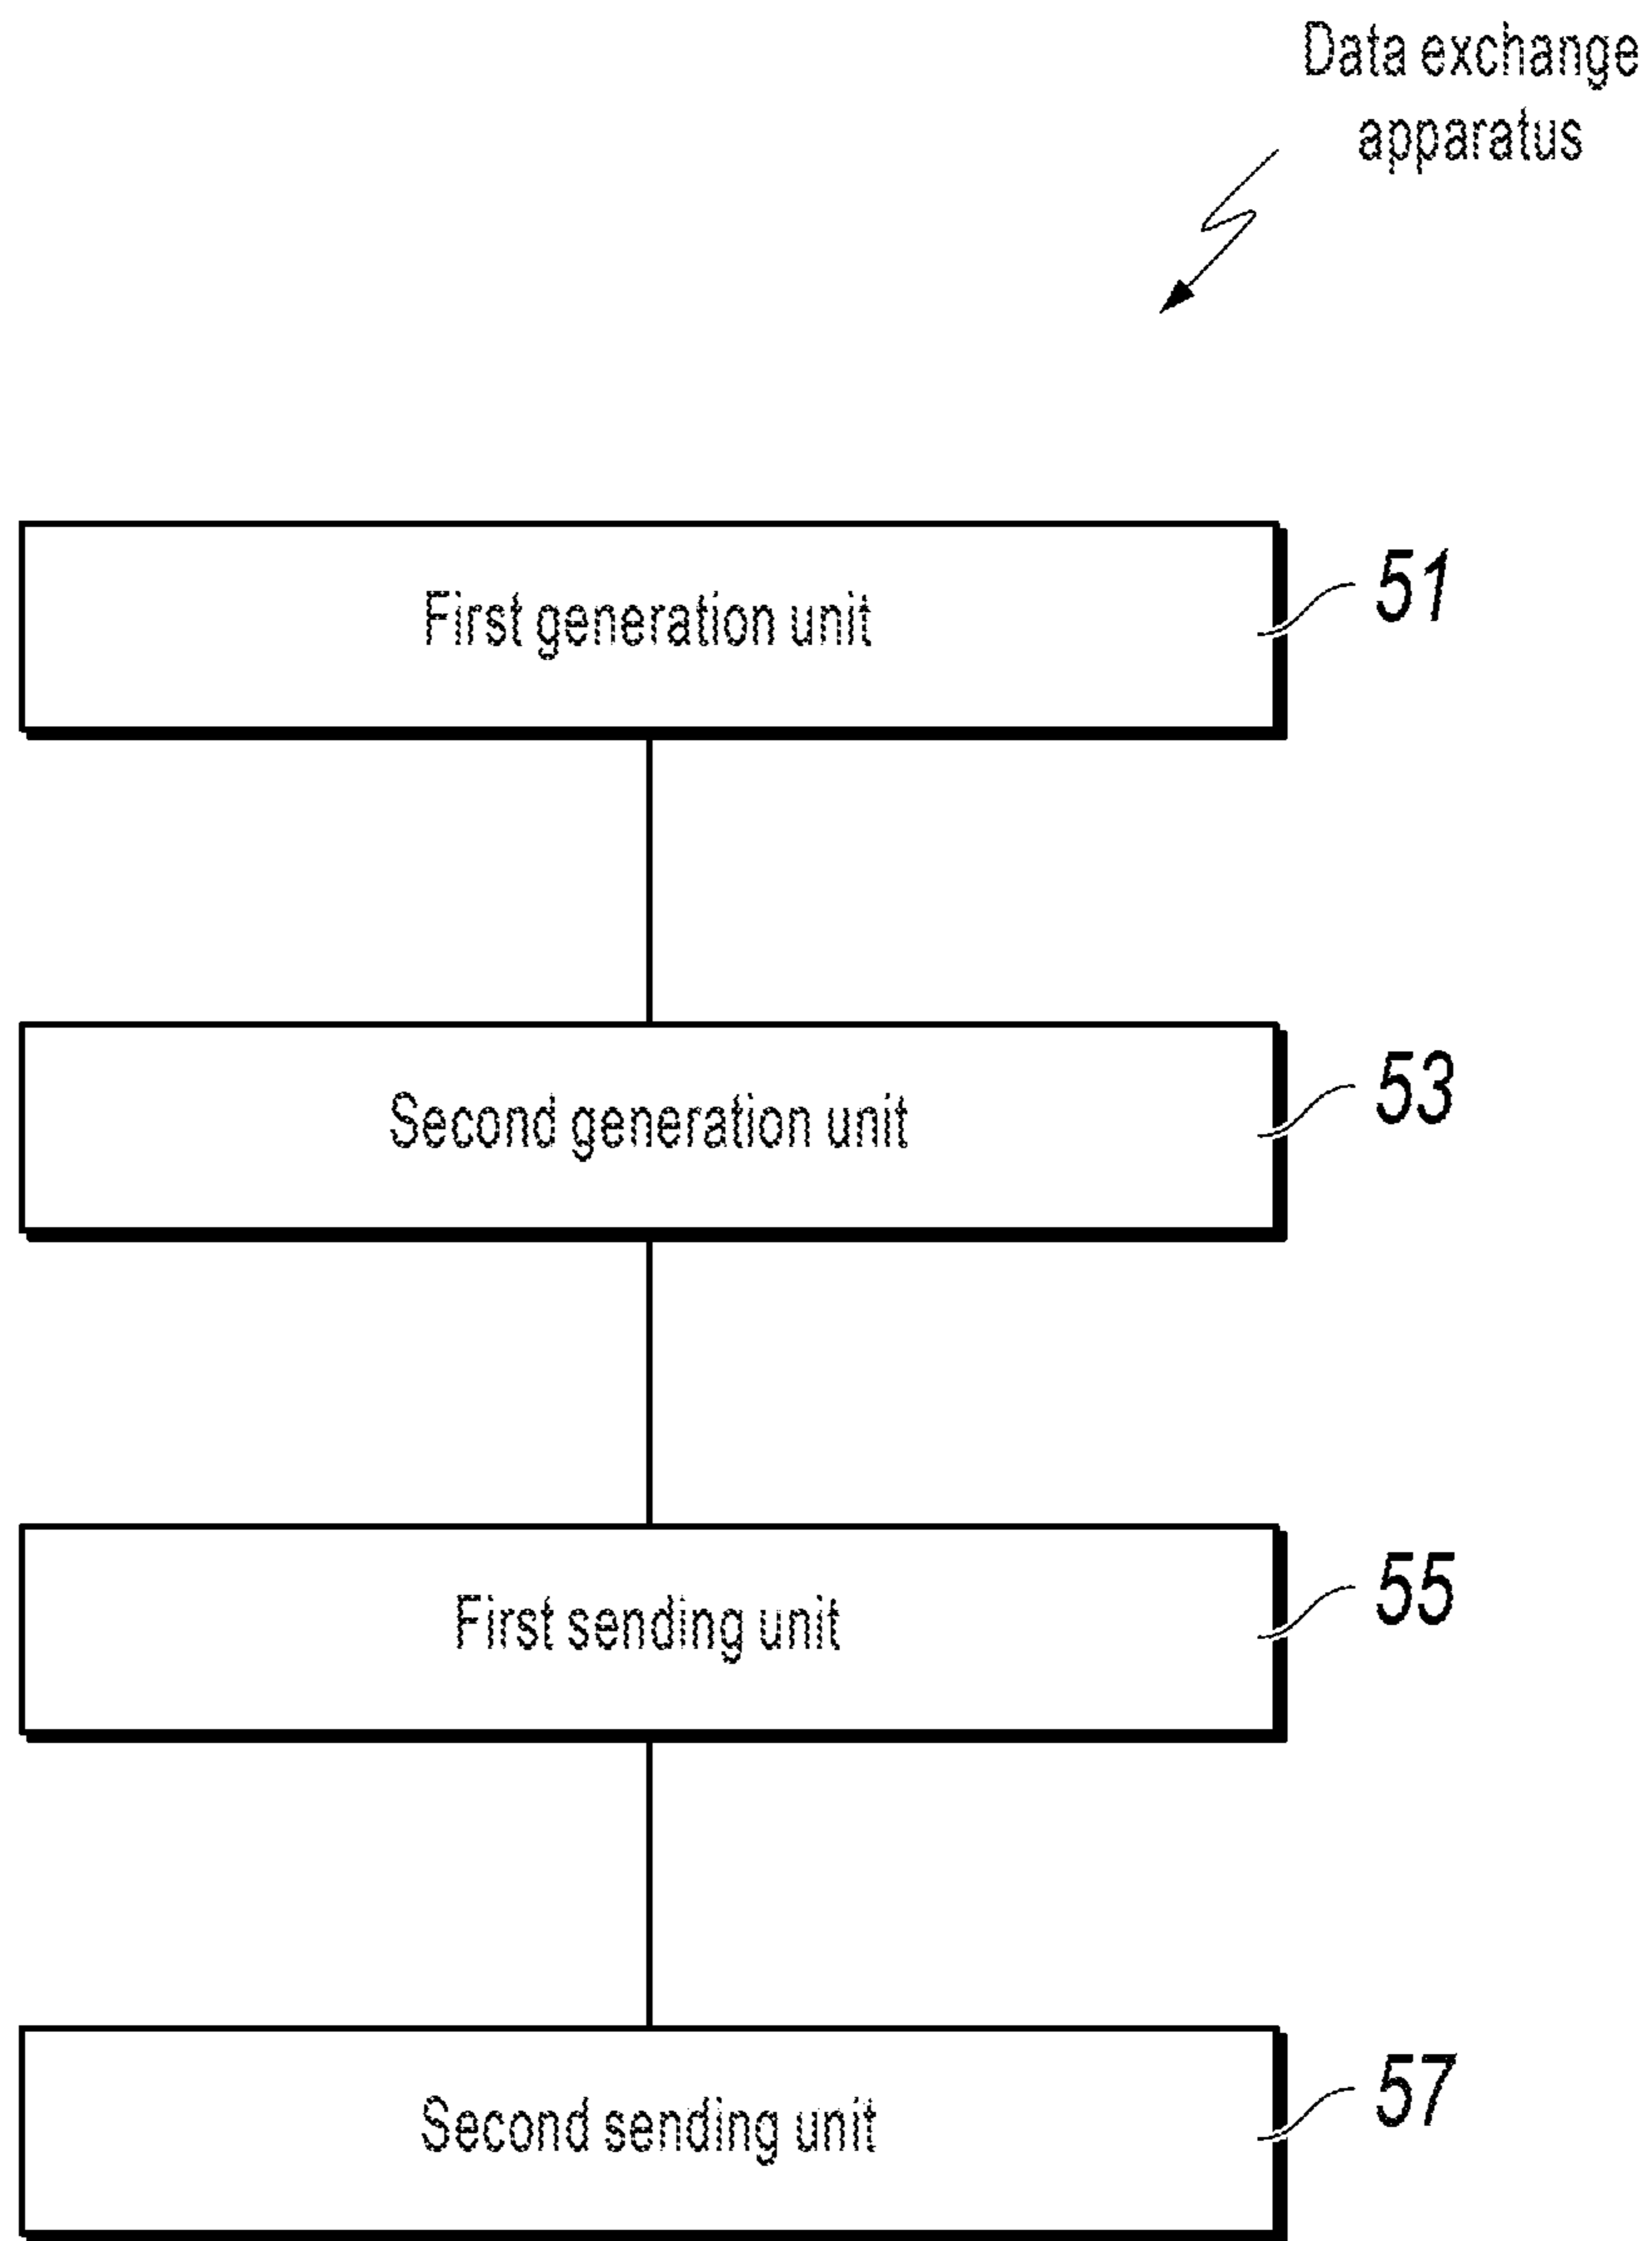 Data exchange
apparatus
First generation unit
51
Second generation unit
53
First sending unit
55
Second sending unit
57